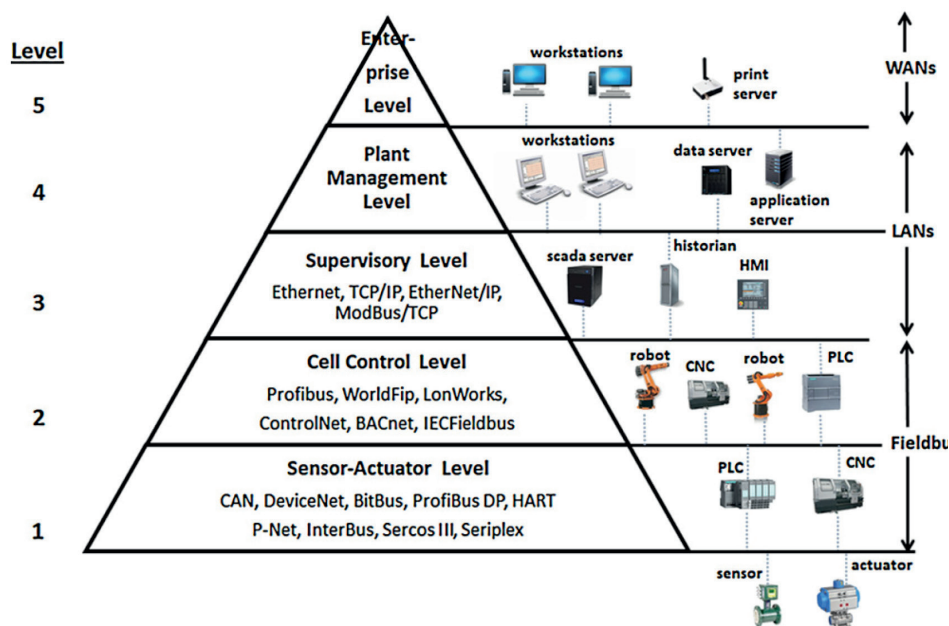 Level
5
4
3
2
1
Enter-
prise
Level
Plant
Management
Level
Supervisory Level
Ethernet, TCP/IP, EtherNet/IP,
ModBus/TCP
Cell Control Level
Profibus, WorldFip, LonWorks,
ControlNet, BACnet, IECFieldbus
Sensor-Actuator Level
CAN, DeviceNet, BitBus, ProfiBus DP, HART
P-Net, InterBus, Sercos III, Seriplex
workstations
print
server
workstations
data server
application
server
scada server
historian
HMI
robot
CNC
robot
PLC
PLC
CNC
sensor
actuator
WANs
LANs
Fieldbu